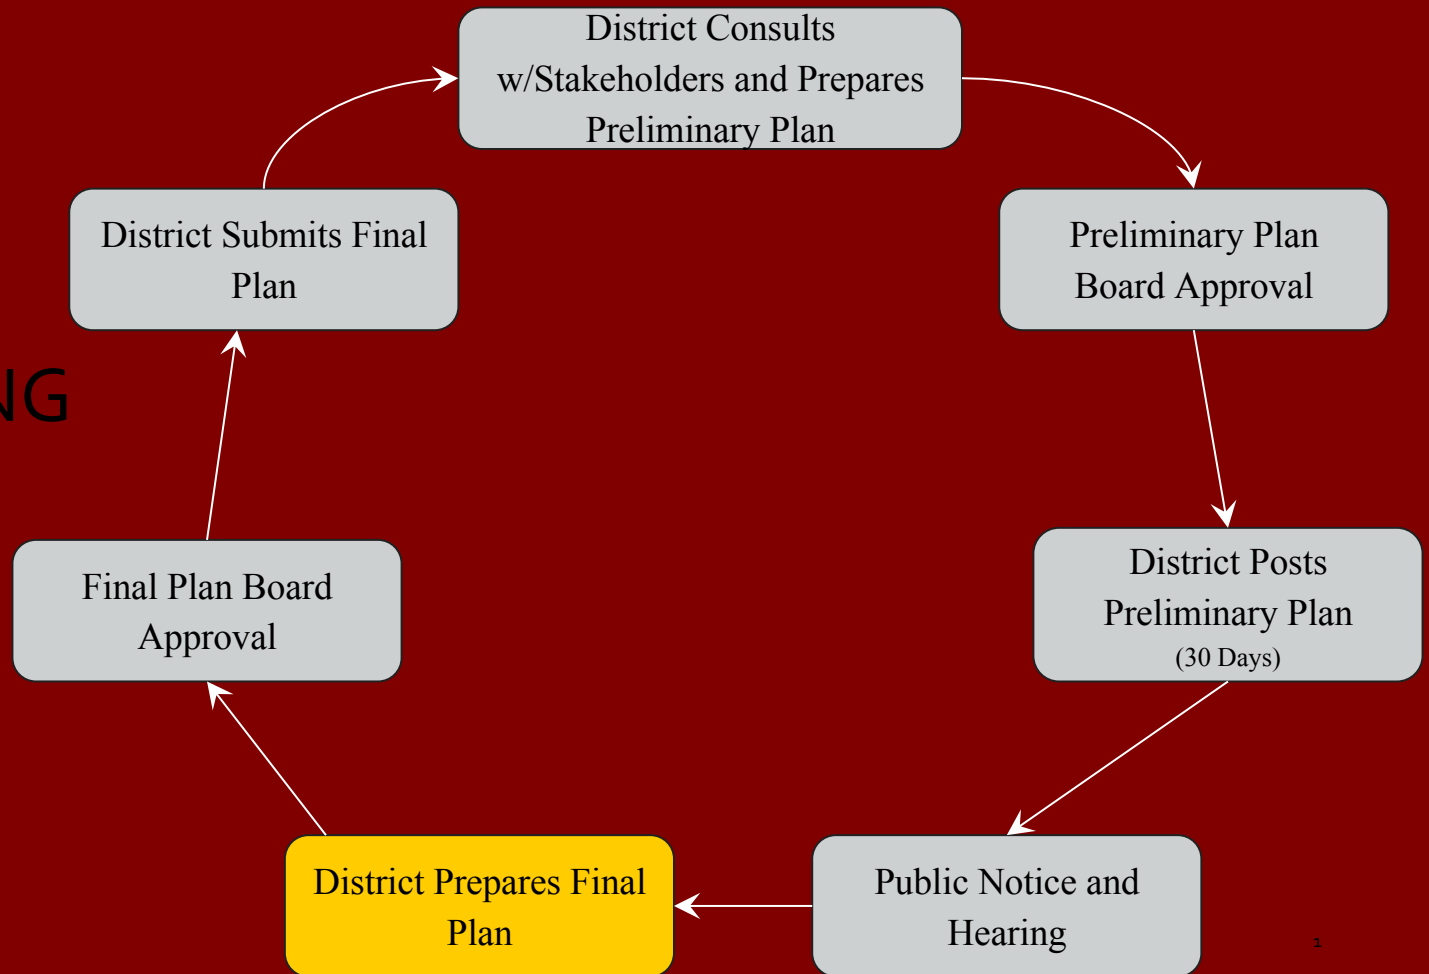 District Consults
w/Stakeholders and Prepares
Preliminary Plan
Preliminary Plan
Board Approval
District Posts
Preliminary Plan
(30 Days)
Public Notice and
Hearing
District Prepares Final
Plan
Final Plan Board
Approval
District Submits Final
Plan
NG
1